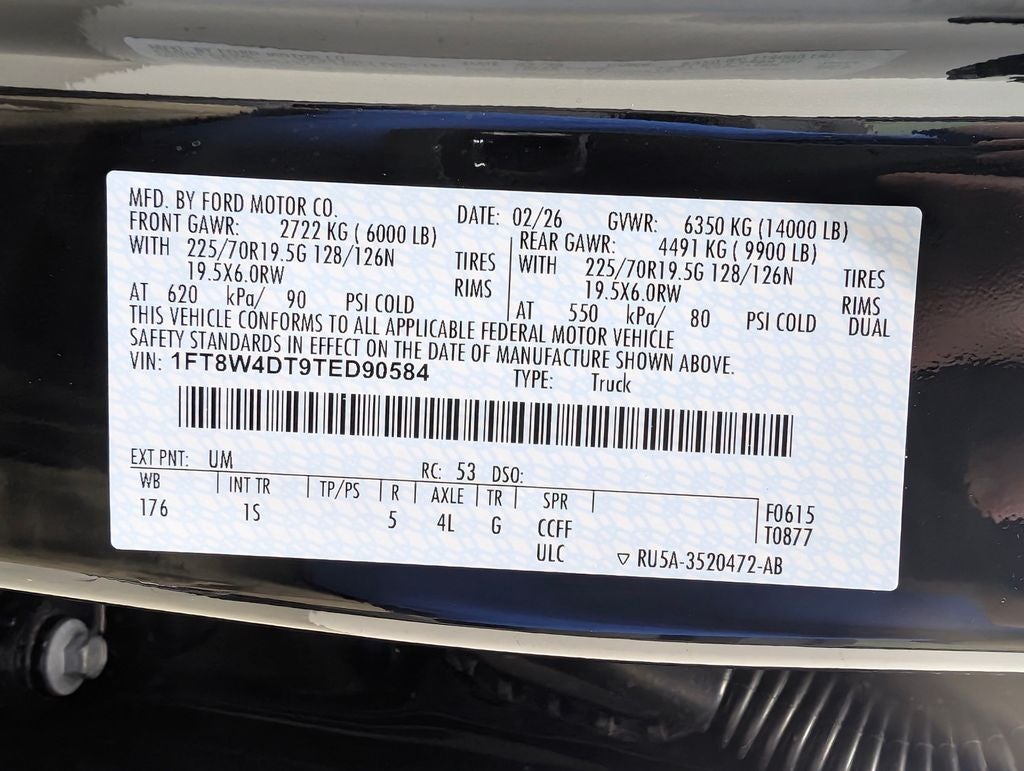 MFD. BY FORD MOTOR CO. DATE: 02/26 GVWR: 6350 KG (14000 LB)
FRONT GAWR: 2722 KG ( 6000 LB) REAR GAWR: 4491 KG ( 9900 LB)
WITH 225/70R19.5G 128/126N TIRES WITH 225/70R19.5G 128/126N TIRES
19.5X6.0RW RIMS 19.5X6.0RW RIMS
AT 620 kPa/ 90 PSI COLD AT 550 kPa/ 80 PSI COLD DUAL
THIS VEHICLE CONFORMS TO ALL APPLICABLE FEDERAL MOTOR VEHICLE
SAFETY STANDARDS IN EFFECT ON THE DATE OF MANUFACTURE SHOWN ABOVE.
VIN: 1FT8W4DT9TED90584 TYPE: Truck
EXT PNT: UM RC: 53 DSO:
WB INT TR TP/PS R AXLE TR SPR
176 1S 5 4L G CCFF F0615
ULC T0877
▽ RU5A-3520472-AB